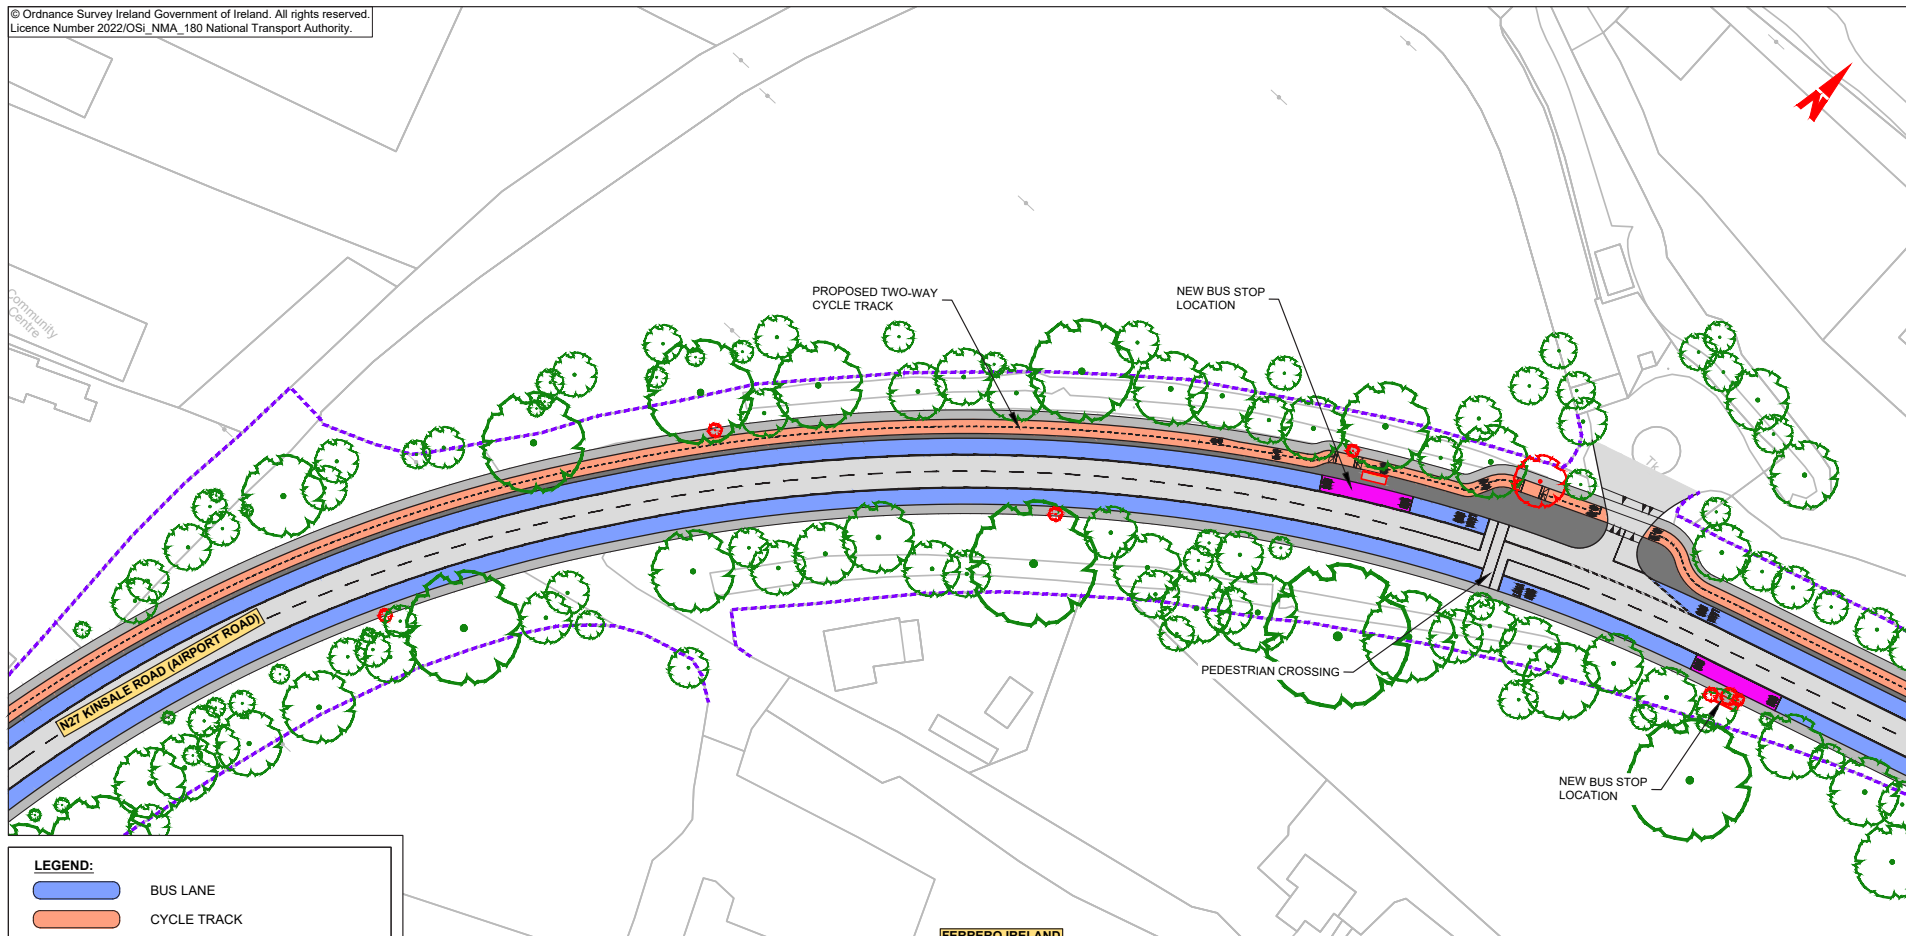 © Ordnance Survey Ireland Government of Ireland. All rights reserved.
Licence Number 2022/OSi_NMA_180 National Transport Authority.
N
Community
Centre
PROPOSED TWO-WAY
CYCLE TRACK
NEW BUS STOP
LOCATION
Tk
N27 KINSALE ROAD (AIRPORT ROAD)
PEDESTRIAN CROSSING
NEW BUS STOP
LOCATION
LEGEND:
BUS LANE
CYCLE TRACK
FERRERO IRELAND